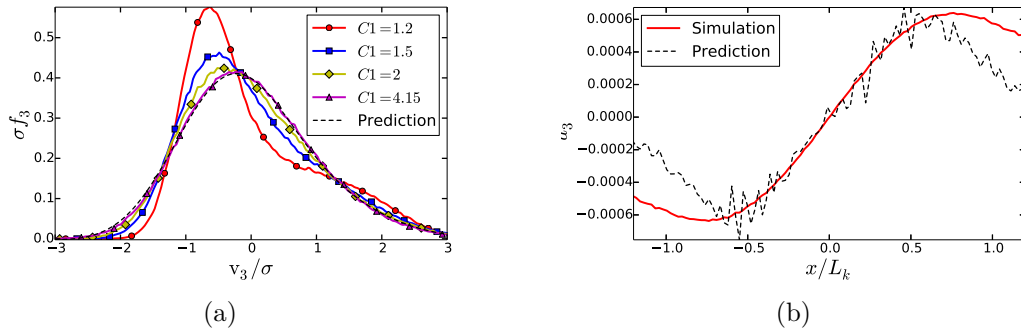 0.5
0.4
0.3
0.2
0.1
0.0
σf₃
−3
−2
−1
0
1
2
3
v₃/σ
C1=1.2
C1=1.5
C1=2
C1=4.15
Prediction
(a)
0.0006
0.0004
0.0002
0.0000
−0.0002
−0.0004
−0.0006
u₃
−1.0
−0.5
0.0
0.5
1.0
x/Lₖ
Simulation
Prediction
(b)